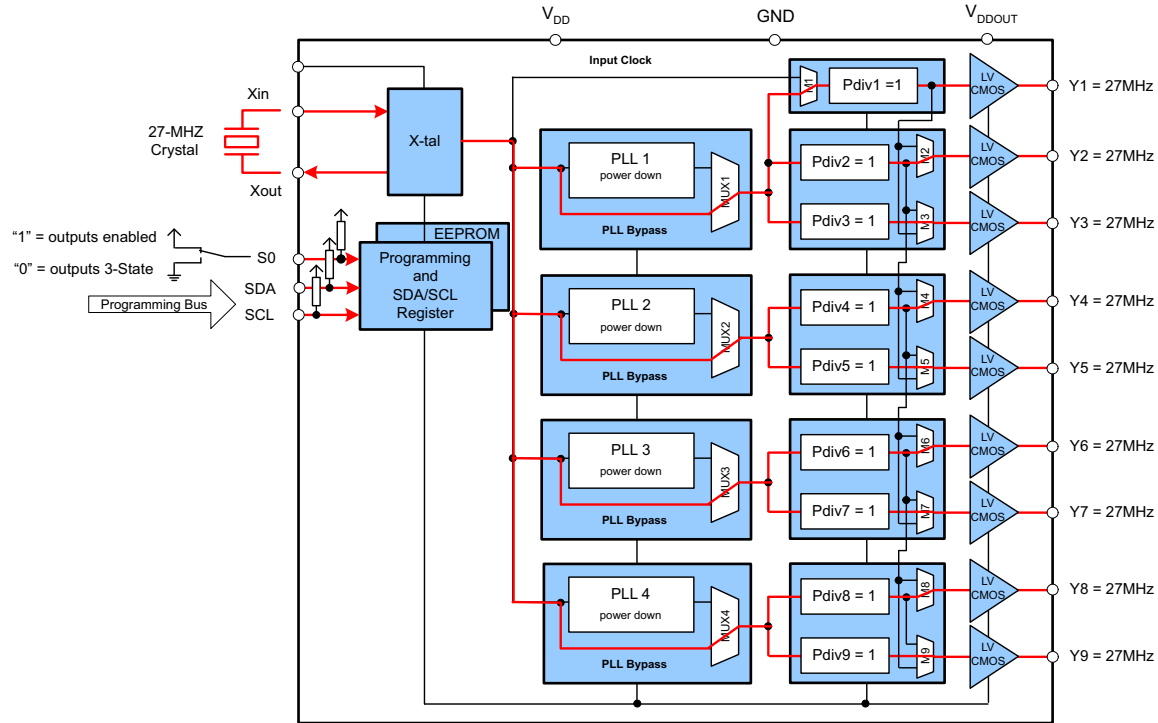 V_DD
GND
V_DDOUT
Input Clock
Xin
27-MHZ
Crystal
Xout
X-tal
"1" = outputs enabled
"0" = outputs 3-State
S0
SDA
SCL
Programming Bus
EEPROM
Programming
and
SDA/SCL
Register
PLL 1
power down
MUX1
PLL Bypass
PLL 2
power down
MUX2
PLL Bypass
PLL 3
power down
MUX3
PLL Bypass
PLL 4
power down
MUX4
PLL Bypass
M1
Pdiv1 =1
LV
CMOS
Y1 = 27MHz
Pdiv2 = 1
M2
LV
CMOS
Y2 = 27MHz
Pdiv3 = 1
M3
LV
CMOS
Y3 = 27MHz
Pdiv4 = 1
M4
LV
CMOS
Y4 = 27MHz
Pdiv5 = 1
M5
LV
CMOS
Y5 = 27MHz
Pdiv6 = 1
M6
LV
CMOS
Y6 = 27MHz
Pdiv7 = 1
M7
LV
CMOS
Y7 = 27MHz
Pdiv8 = 1
M8
LV
CMOS
Y8 = 27MHz
Pdiv9 = 1
M9
LV
CMOS
Y9 = 27MHz